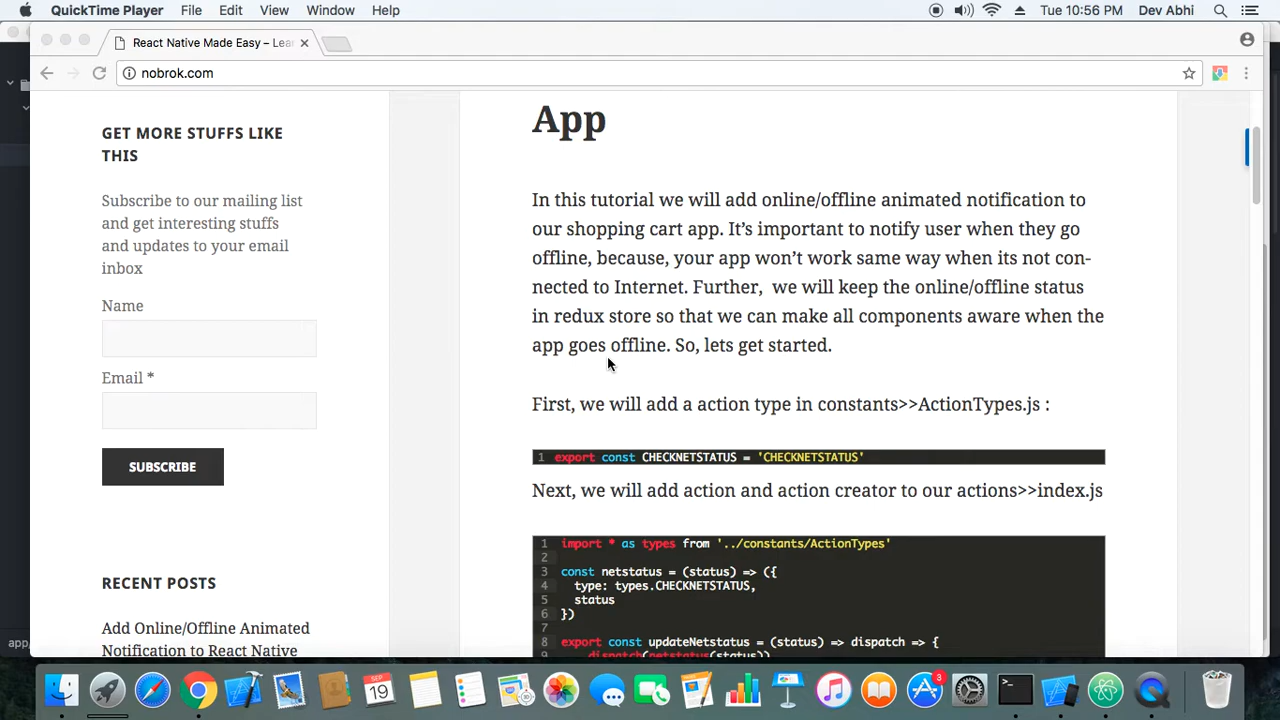 QuickTime Player File Edit View Window Help Tue 10:56 PM Dev Abhi
React Native Made Easy – Lea
nobrok.com
GET MORE STUFFS LIKE
THIS
Subscribe to our mailing list
and get interesting stuffs
and updates to your email
inbox
Name
Email *
SUBSCRIBE
RECENT POSTS
Add Online/Offline Animated
Notification to React Native
App
In this tutorial we will add online/offline animated notification to
our shopping cart app. It’s important to notify user when they go
offline, because, your app won’t work same way when its not con-
nected to Internet. Further, we will keep the online/offline status
in redux store so that we can make all components aware when the
app goes offline. So, lets get started.
First, we will add a action type in constants>>ActionTypes.js :
1 export const CHECKNETSTATUS = 'CHECKNETSTATUS'
Next, we will add action and action creator to our actions>>index.js
1 import * as types from '../constants/ActionTypes'
2
3 const netstatus = (status) => ({
4 type: types.CHECKNETSTATUS,
5 status
6 })
7
8 export const updateNetstatus = (status) => dispatch => {
9 dispatch(netstatus(status))
app
SEP
19
3